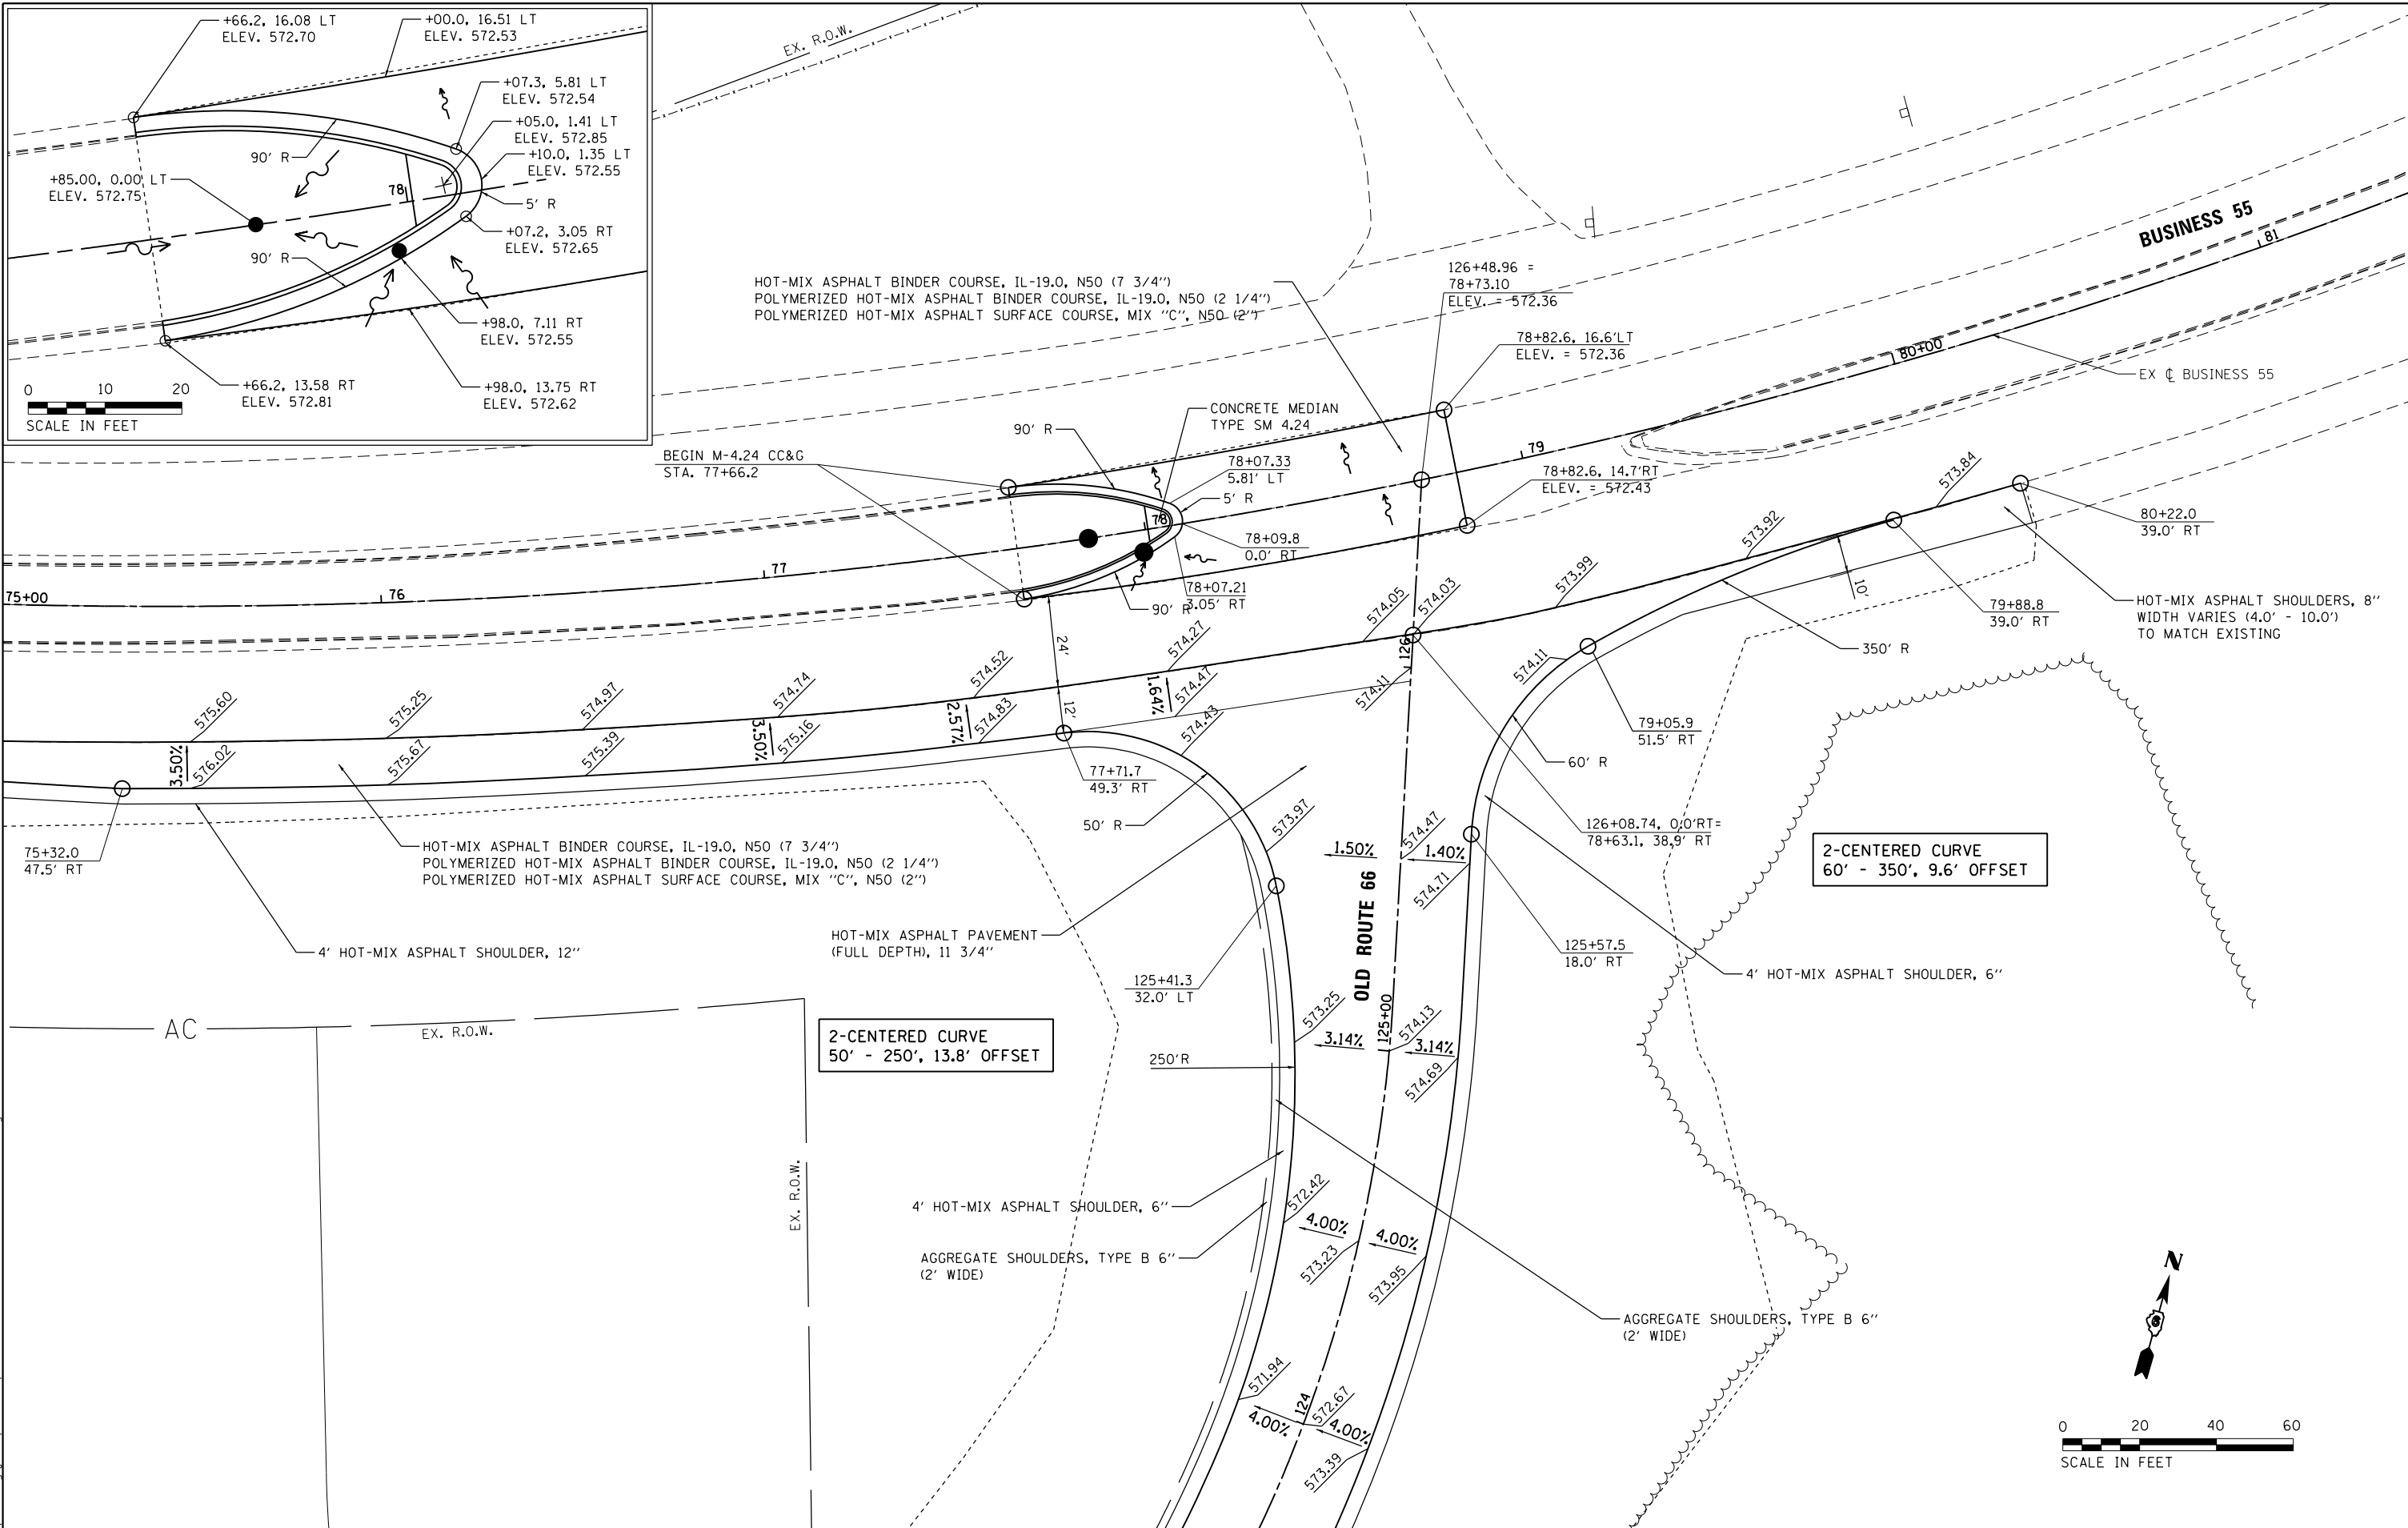 +66.2, 16.08 LT
ELEV. 572.70
+00.0, 16.51 LT
ELEV. 572.53
+07.3, 5.81 LT
ELEV. 572.54
+05.0, 1.41 LT
ELEV. 572.85
+10.0, 1.35 LT
ELEV. 572.55
90' R
+85.00, 0.00 LT
ELEV. 572.75
78
5' R
+07.2, 3.05 RT
ELEV. 572.65
90' R
+98.0, 7.11 RT
ELEV. 572.55
+66.2, 13.58 RT
ELEV. 572.81
+98.0, 13.75 RT
ELEV. 572.62
0 10 20
SCALE IN FEET
EX. R.O.W.
BUSINESS 55
81
80+00
EX ℄ BUSINESS 55
HOT-MIX ASPHALT BINDER COURSE, IL-19.0, N50 (7 3/4")
POLYMERIZED HOT-MIX ASPHALT BINDER COURSE, IL-19.0, N50 (2 1/4")
POLYMERIZED HOT-MIX ASPHALT SURFACE COURSE, MIX "C", N50 (2")
126+48.96 =
78+73.10
ELEV. = 572.36
78+82.6, 16.6'LT
ELEV. = 572.36
CONCRETE MEDIAN
TYPE SM 4.24
90' R
BEGIN M-4.24 CC&G
STA. 77+66.2
78+07.33
5.81' LT
5' R
79
78+82.6, 14.7'RT
ELEV. = 572.43
78
78+09.8
0.0' RT
78+07.21
3.05' RT
90' R
573.84
573.92
573.99
80+22.0
39.0' RT
79+88.8
39.0' RT
10'
HOT-MIX ASPHALT SHOULDERS, 8"
WIDTH VARIES (4.0' - 10.0')
TO MATCH EXISTING
350' R
75+00
76
77
24'
12'
574.05
574.03
126
574.27
574.11
574.11
1.64%
574.47
574.43
574.52
2.57%
574.83
574.74
3.50%
575.16
574.97
575.39
575.25
575.67
575.60
3.50%
576.02
75+32.0
47.5' RT
77+71.7
49.3' RT
50' R
79+05.9
51.5' RT
60' R
126+08.74, 0.0'RT=
78+63.1, 38.9' RT
2-CENTERED CURVE
60' - 350', 9.6' OFFSET
HOT-MIX ASPHALT BINDER COURSE, IL-19.0, N50 (7 3/4")
POLYMERIZED HOT-MIX ASPHALT BINDER COURSE, IL-19.0, N50 (2 1/4")
POLYMERIZED HOT-MIX ASPHALT SURFACE COURSE, MIX "C", N50 (2")
573.97
1.50%
574.47
1.40%
574.71
OLD ROUTE 66
4' HOT-MIX ASPHALT SHOULDER, 12"
HOT-MIX ASPHALT PAVEMENT
(FULL DEPTH), 11 3/4"
125+57.5
18.0' RT
4' HOT-MIX ASPHALT SHOULDER, 6"
125+41.3
32.0' LT
AC
EX. R.O.W.
2-CENTERED CURVE
50' - 250', 13.8' OFFSET
573.25
3.14%
125+00
574.13
3.14%
574.69
250'R
EX. R.O.W.
4' HOT-MIX ASPHALT SHOULDER, 6"
572.42
4.00%
573.23
4.00%
573.95
AGGREGATE SHOULDERS, TYPE B 6"
(2' WIDE)
AGGREGATE SHOULDERS, TYPE B 6"
(2' WIDE)
571.94
4.00%
124
572.67
4.00%
573.39
N
0 20 40 60
SCALE IN FEET